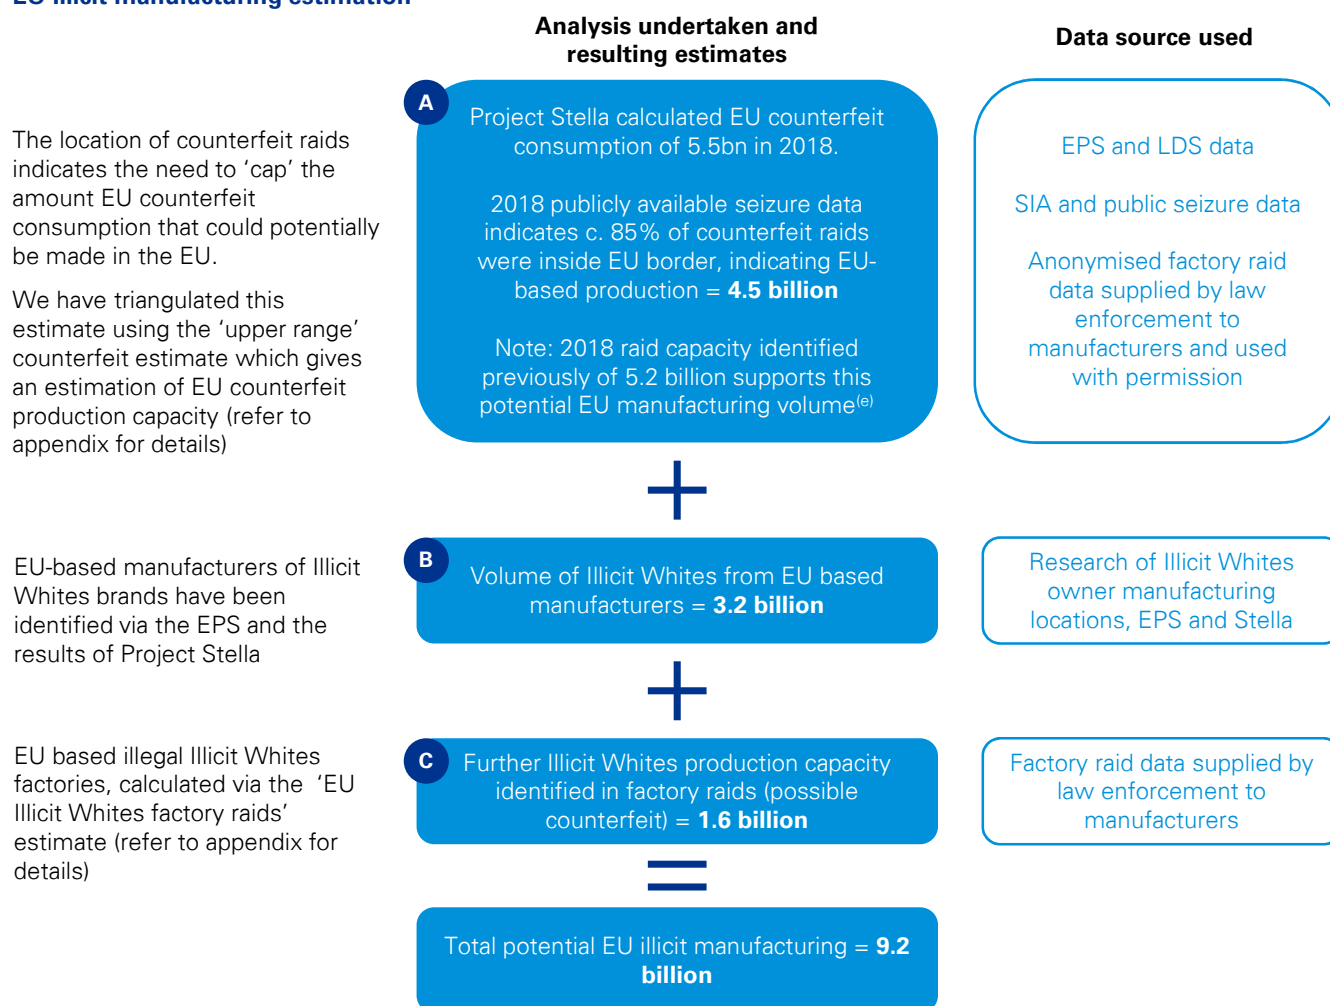 EU illicit manufacturing estimation
Analysis undertaken and
resulting estimates
Data source used
The location of counterfeit raids
indicates the need to ‘cap’ the
amount EU counterfeit
consumption that could potentially
be made in the EU.
We have triangulated this
estimate using the ‘upper range’
counterfeit estimate which gives
an estimation of EU counterfeit
production capacity (refer to
appendix for details)
A
Project Stella calculated EU counterfeit
consumption of 5.5bn in 2018.
2018 publicly available seizure data
indicates c. 85% of counterfeit raids
were inside EU border, indicating EU-
based production = 4.5 billion
Note: 2018 raid capacity identified
previously of 5.2 billion supports this
potential EU manufacturing volume(e)
EPS and LDS data
SIA and public seizure data
Anonymised factory raid
data supplied by law
enforcement to
manufacturers and used
with permission
+
EU-based manufacturers of Illicit
Whites brands have been
identified via the EPS and the
results of Project Stella
B
Volume of Illicit Whites from EU based
manufacturers = 3.2 billion
Research of Illicit Whites
owner manufacturing
locations, EPS and Stella
+
EU based illegal Illicit Whites
factories, calculated via the ‘EU
Illicit Whites factory raids’
estimate (refer to appendix for
details)
C
Further Illicit Whites production capacity
identified in factory raids (possible
counterfeit) = 1.6 billion
Factory raid data supplied by
law enforcement to
manufacturers
=
Total potential EU illicit manufacturing = 9.2
billion